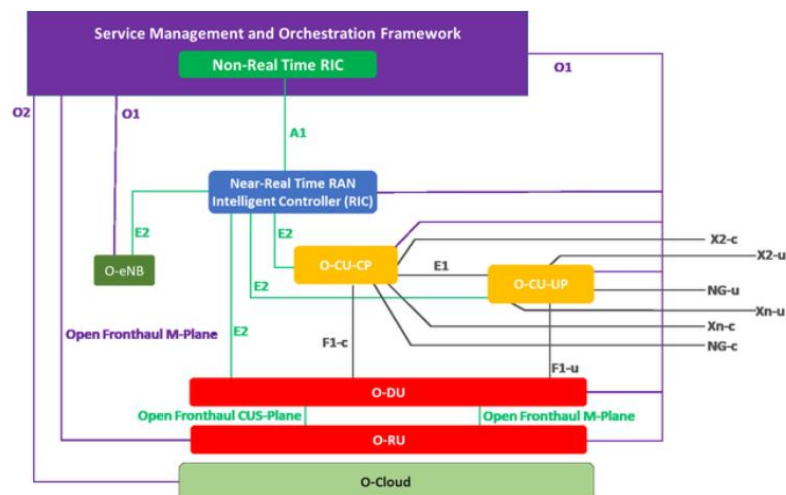 Service Management and Orchestration Framework
Non-Real Time RIC
O1
O2
O1
A1
Near-Real Time RAN
Intelligent Controller (RIC)
E2
E2
X2-c
O-CU-CP
E1
X2-u
O-eNB
O-CU-UP
E2
NG-u
Xn-u
Open Fronthaul M-Plane
E2
Xn-c
F1-c
NG-c
F1-u
O-DU
Open Fronthaul CUS-Plane
Open Fronthaul M-Plane
O-RU
O-Cloud